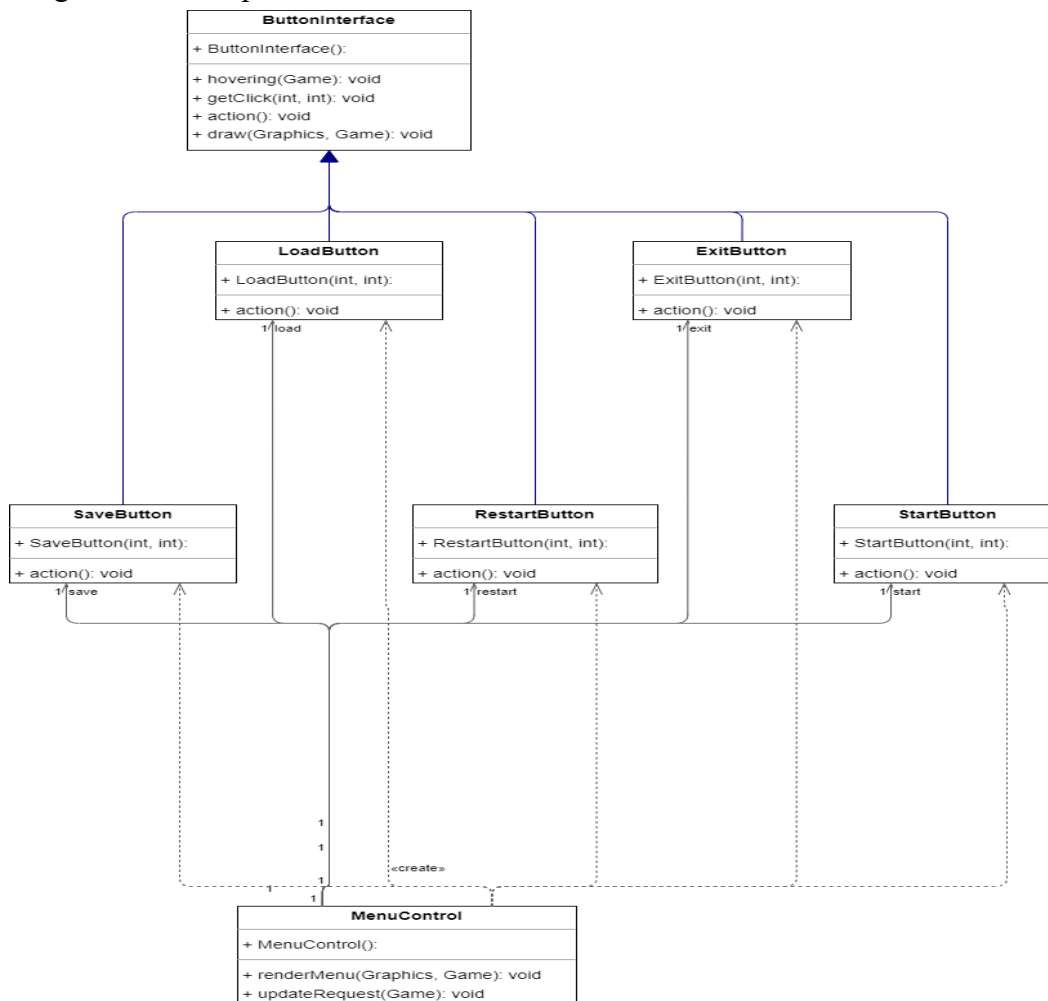 ButtonInterface
+ ButtonInterface():
+ hovering(Game): void
+ getClick(int, int): void
+ action(): void
+ draw(Graphics, Game): void
LoadButton
+ LoadButton(int, int):
+ action(): void
1 load
ExitButton
+ ExitButton(int, int):
+ action(): void
1 exit
SaveButton
+ SaveButton(int, int):
+ action(): void
1 save
RestartButton
+ RestartButton(int, int):
+ action(): void
1 restart
StartButton
+ StartButton(int, int):
+ action(): void
1 start
1
1
«create»
1
1
1
MenuControl
+ MenuControl():
+ renderMenu(Graphics, Game): void
+ updateRequest(Game): void